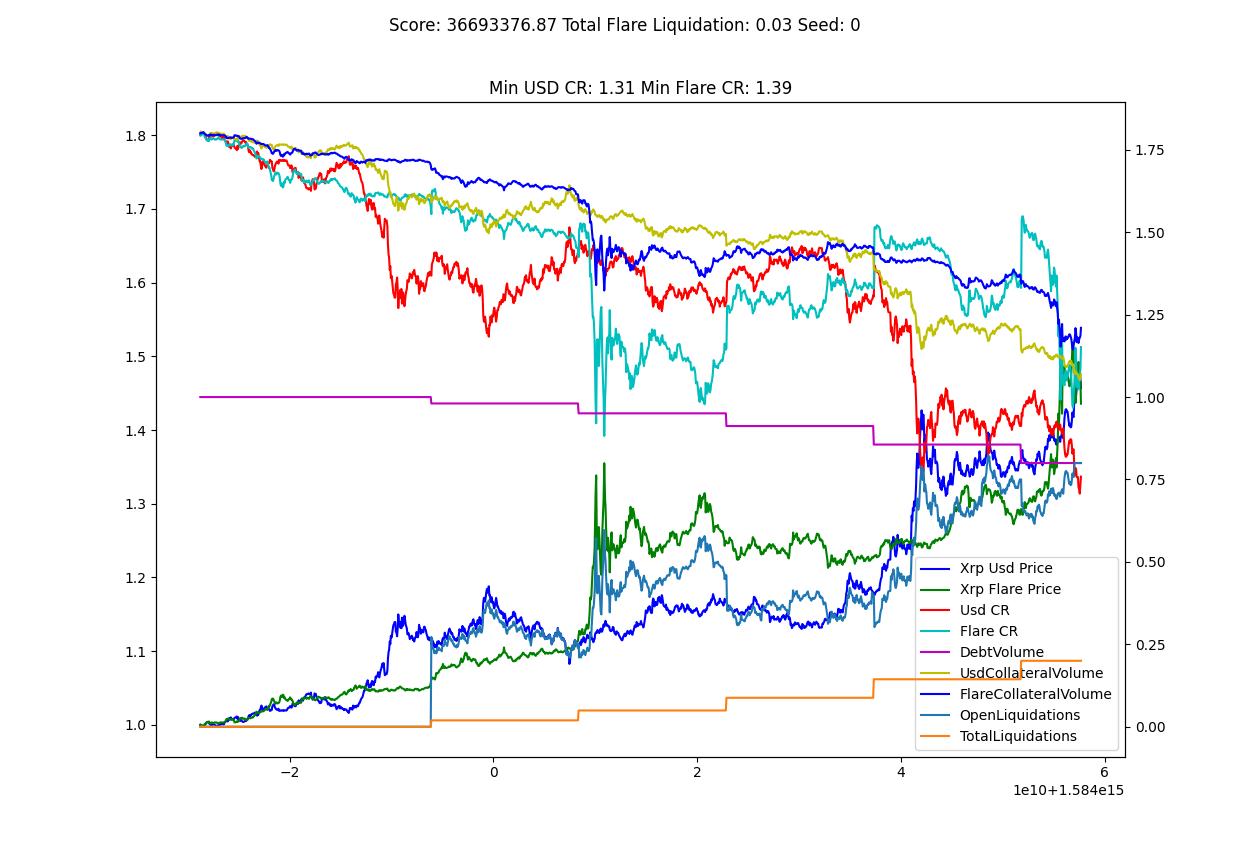 Score: 36693376.87 Total Flare Liquidation: 0.03 Seed: 0
Min USD CR: 1.31 Min Flare CR: 1.39
1.8
1.7
1.6
1.5
1.4
1.3
1.2
1.1
1.0
1.75
1.50
1.25
1.00
0.75
0.50
0.25
0.00
Xrp Usd Price
Xrp Flare Price
Usd CR
Flare CR
DebtVolume
UsdCollateralVolume
FlareCollateralVolume
OpenLiquidations
TotalLiquidations
−2
0
2
4
6
1e10+1.584e15